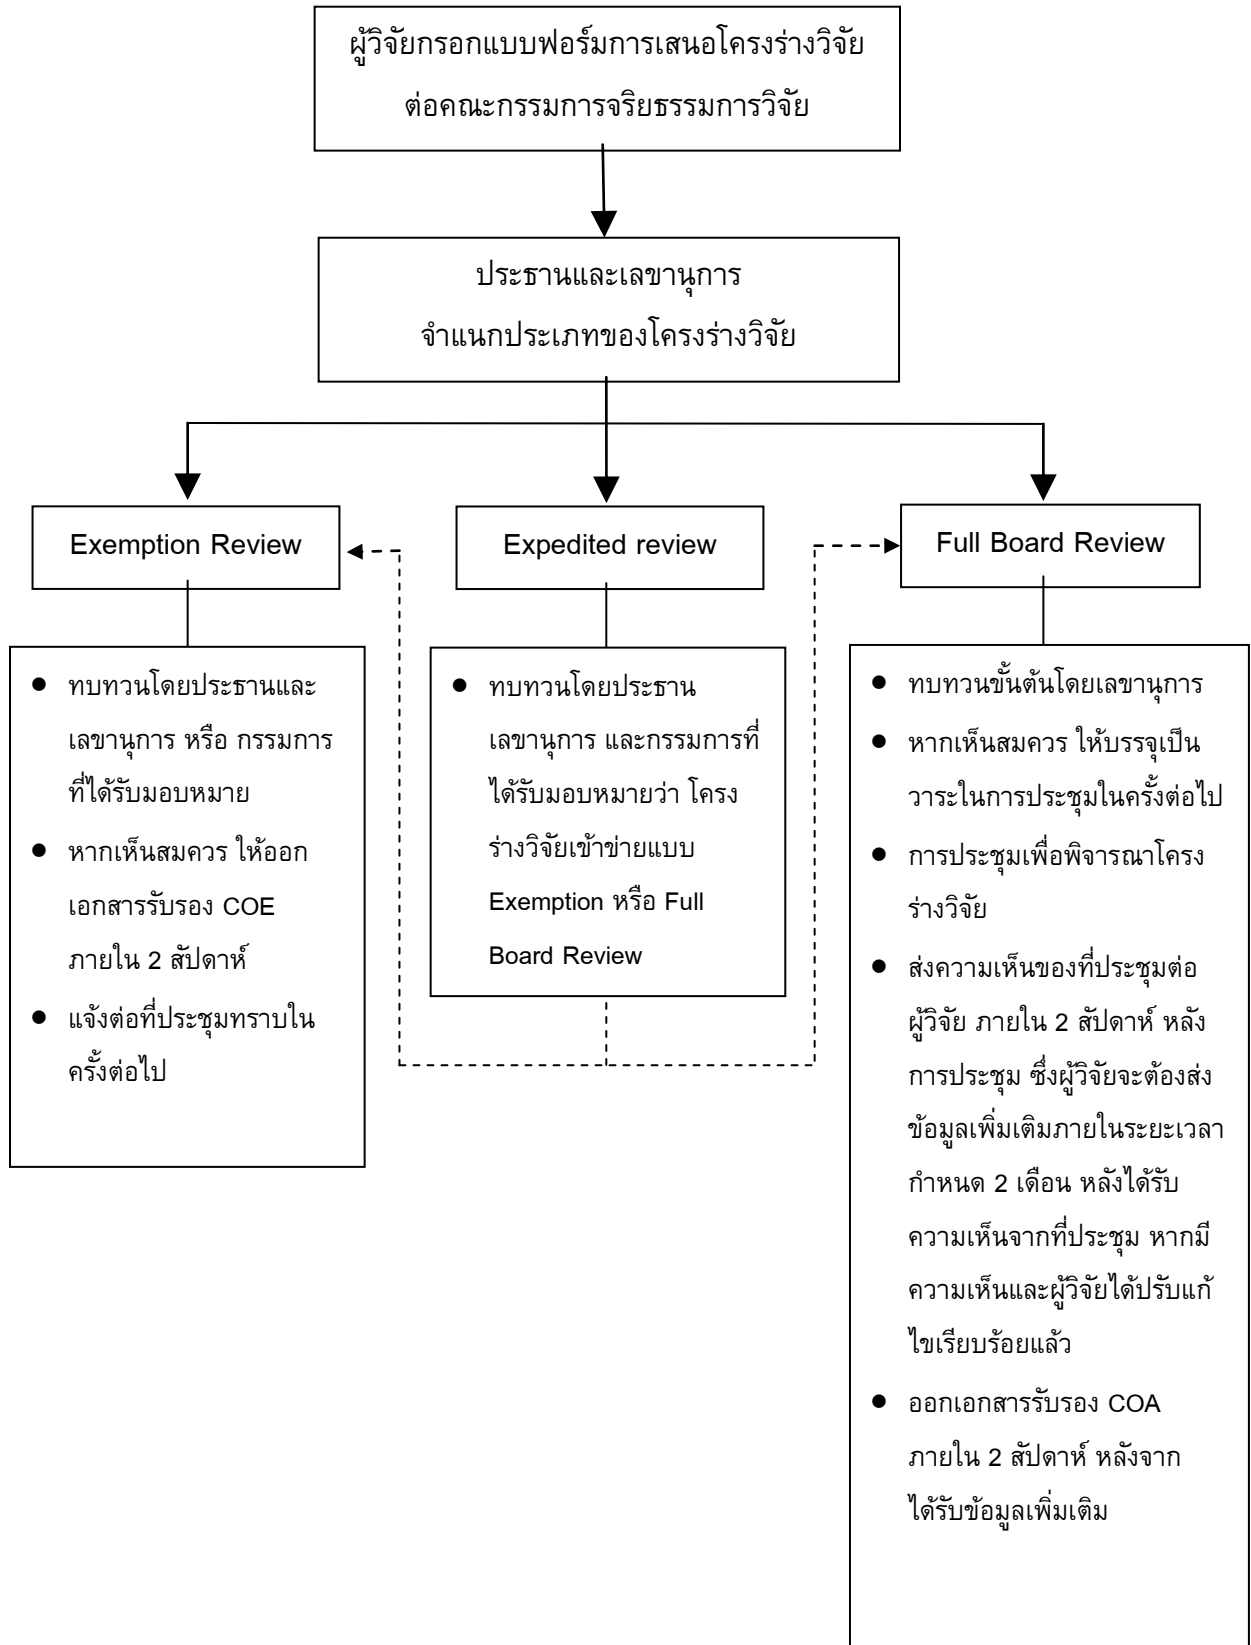 ผู้วิจัยกรอกแบบฟอร์มการเสนอโครงร่างวิจัย
ต่อคณะกรรมการจริยธรรมการวิจัย
ประธานและเลขานุการ
จำแนกประเภทของโครงร่างวิจัย
Exemption Review
Expedited review
Full Board Review
● ทบทวนโดยประธานและ
เลขานุการ หรือ กรรมการ
ที่ได้รับมอบหมาย
● หากเห็นสมควร ให้ออก
เอกสารรับรอง COE
ภายใน 2 สัปดาห์
● แจ้งต่อที่ประชุมทราบใน
ครั้งต่อไป
● ทบทวนโดยประธาน
เลขานุการ และกรรมการที่
ได้รับมอบหมายว่า โครง
ร่างวิจัยเข้าข่ายแบบ
Exemption หรือ Full
Board Review
● ทบทวนขั้นต้นโดยเลขานุการ
● หากเห็นสมควร ให้บรรจุเป็น
วาระในการประชุมในครั้งต่อไป
● การประชุมเพื่อพิจารณาโครง
ร่างวิจัย
● ส่งความเห็นของที่ประชุมต่อ
ผู้วิจัย ภายใน 2 สัปดาห์ หลัง
การประชุม ซึ่งผู้วิจัยจะต้องส่ง
ข้อมูลเพิ่มเติมภายในระยะเวลา
กำหนด 2 เดือน หลังได้รับ
ความเห็นจากที่ประชุม หากมี
ความเห็นและผู้วิจัยได้ปรับแก้
ไขเรียบร้อยแล้ว
● ออกเอกสารรับรอง COA
ภายใน 2 สัปดาห์ หลังจาก
ได้รับข้อมูลเพิ่มเติม